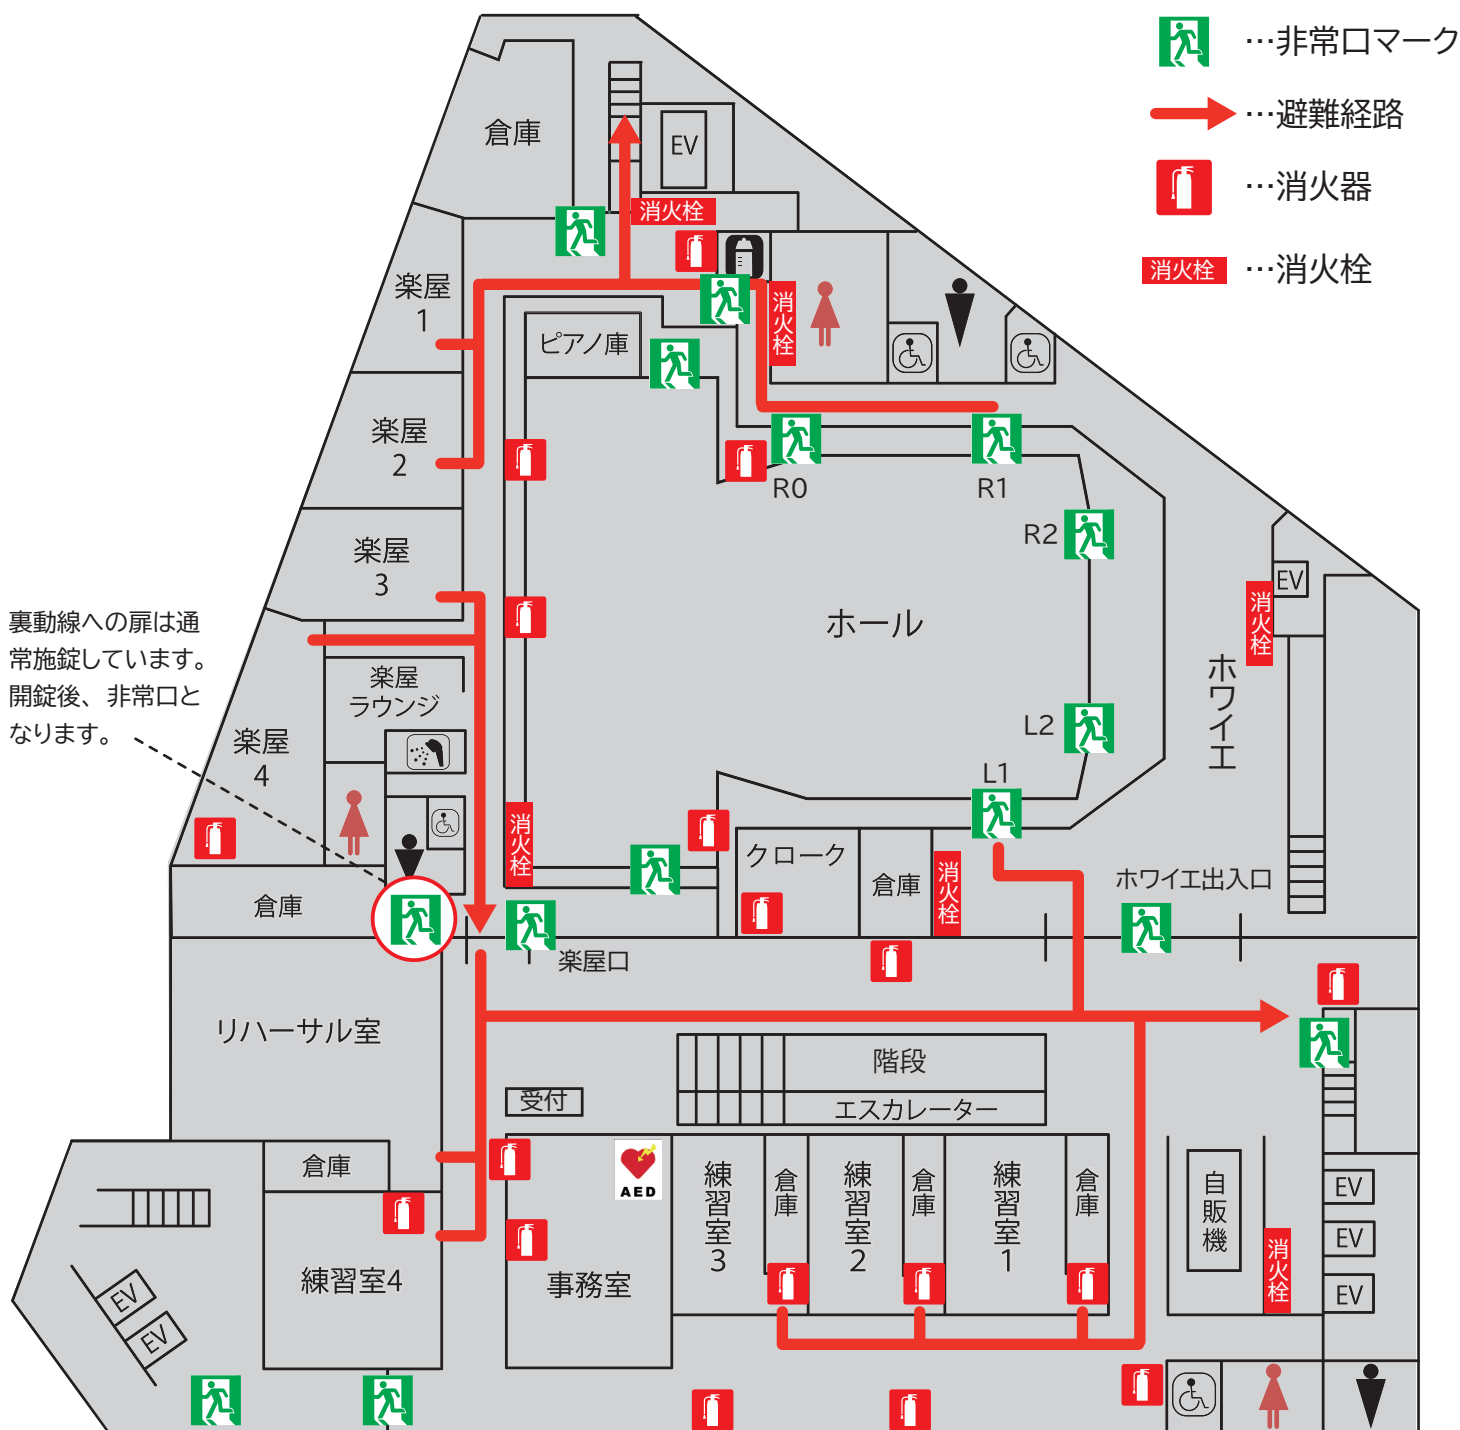 …非常口マーク
…避難経路
…消火器
消火栓
…消火栓
倉庫
EV
消火栓
楽屋
1
ピアノ庫
消火栓
楽屋
2
R0
R1
R2
楽屋
3
EV
消火栓
ホール
ホワイエ
裏動線への扉は通
常施錠しています。
開錠後、非常口と
なります。
楽屋
ラウンジ
楽屋
4
L2
L1
消火栓
クローク
倉庫
消火栓
ホワイエ出入口
倉庫
楽屋口
リハーサル室
階段
エスカレーター
受付
AED
倉庫
練習室3
倉庫
練習室2
倉庫
練習室1
倉庫
自販機
EV
EV
EV
消火栓
練習室4
事務室
EV
EV